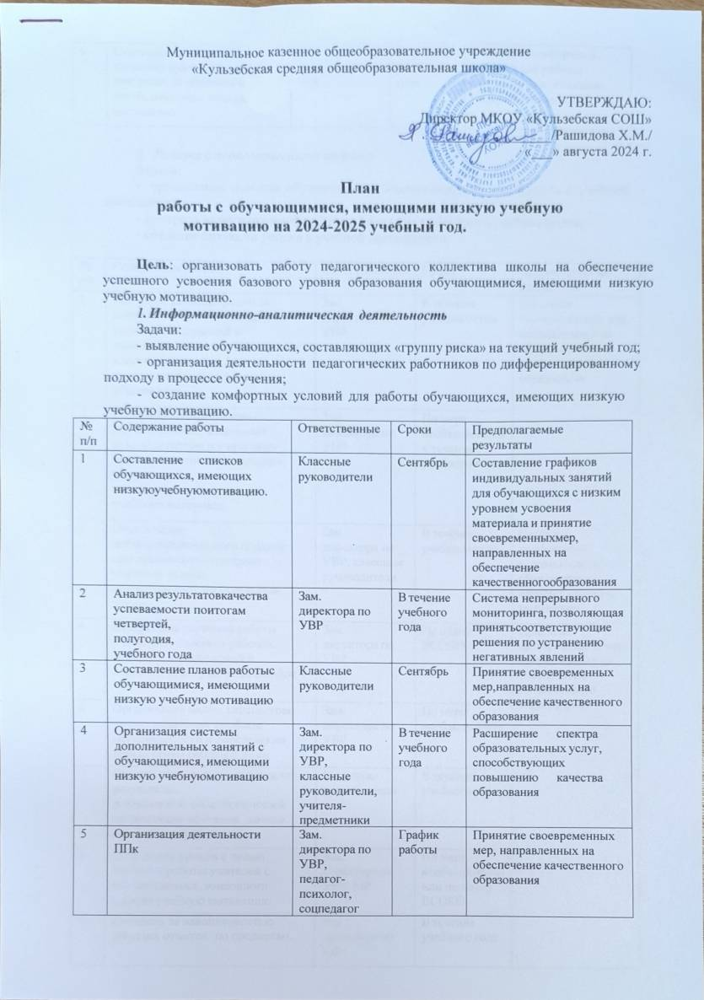 Муниципальное казенное общеобразовательное учреждение
«Кульзебская средняя общеобразовательная школа»
УТВЕРЖДАЮ:
Директор МКОУ «Кульзебская СОШ»
/Рашидова Х.М./
«___» августа 2024 г.
План
работы с обучающимися, имеющими низкую учебную
мотивацию на 2024-2025 учебный год.
Цель: организовать работу педагогического коллектива школы на обеспечение
успешного усвоения базового уровня образования обучающимися, имеющими низкую
учебную мотивацию.
1. Информационно-аналитическая деятельность
Задачи:
- выявление обучающихся, составляющих «группу риска» на текущий учебный год;
- организация деятельности педагогических работников по дифференцированному
подходу в процессе обучения;
- создание комфортных условий для работы обучающихся, имеющих низкую
учебную мотивацию.
№ п/п
Содержание работы
Ответственные
Сроки
Предполагаемые
результаты
1
Составление списков
обучающихся, имеющих
низкуюучебнуюмотивацию.
Классные
руководители
Сентябрь
Составление графиков
индивидуальных занятий
для обучающихся с низким
уровнем усвоения
материала и принятие
своевременныхмер,
направленных на
обеспечение
качественногообразования
2
Анализ результатовкачества
успеваемости поитогам
четвертей,
полугодия,
учебного года
Зам.
директора по
УВР
В течение
учебного
года
Система непрерывного
мониторинга, позволяющая
принятьсоответствующие
решения по устранению
негативных явлений
3
Составление планов работыс
обучающимися, имеющими
низкую учебную мотивацию
Классные
руководители
Сентябрь
Принятие своевременных
мер,направленных на
обеспечение качественного
образования
4
Организация системы
дополнительных занятий с
обучающимися, имеющими
низкую учебнуюмотивацию
Зам.
директора по
УВР,
классные
руководители,
учителя-
предметники
В течение
учебного
года
Расширение спектра
образовательных услуг,
способствующих
повышению качества
образования
5
Организация деятельности
ППк
Зам.
директора по
УВР,
педагог-
психолог,
соцпедагог
График
работы
Принятие своевременных
мер, направленных на
обеспечение качественного
образования